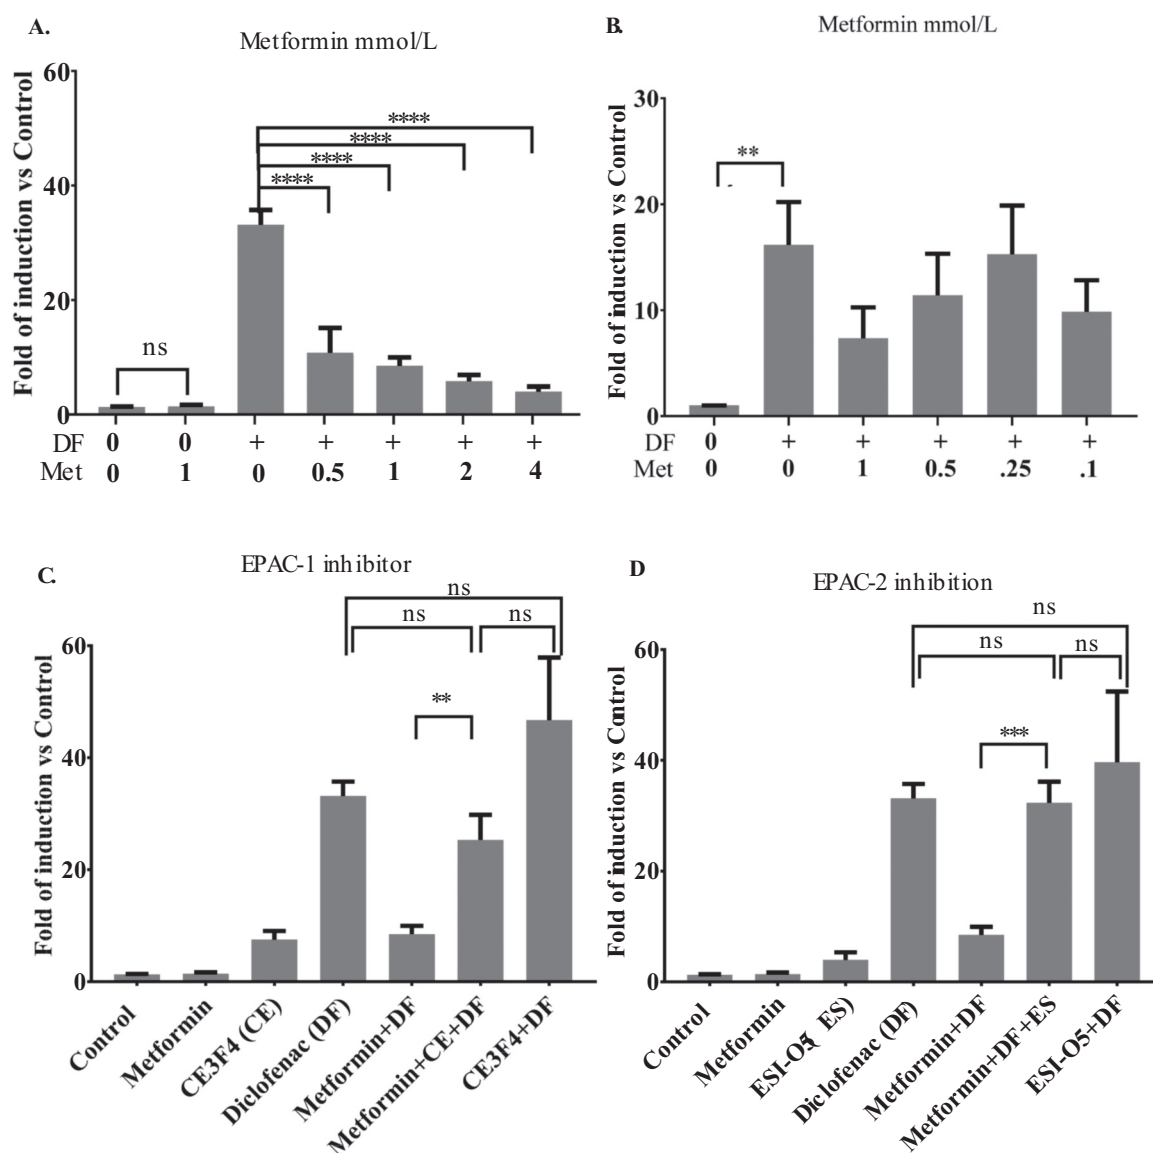 A.
Metformin mmol/L
Fold of induction vs Control
60
40
20
0
ns
****
****
****
****
DF 0 0 + + + + +
Met 0 1 0 0.5 1 2 4
B.
Metformin mmol/L
Fold of induction vs Control
30
20
10
0
**
DF 0 + + + + +
Met 0 0 1 0.5 .25 .1
C.
EPAC-1 inhibitor
Fold of induction vs Control
60
40
20
0
ns
ns
ns
**
Control
Metformin
CE3F4 (CE)
Diclofenac (DF)
Metformin+DF
Metformin+CE+DF
CE3F4+DF
D
EPAC-2 inhibition
Fold of induction vs Control
60
40
20
0
ns
ns
ns
***
Control
Metformin
ESI-O5( ES)
Diclofenac (DF)
Metformin+DF
Metformin+DF+ES
ESI-O5+DF